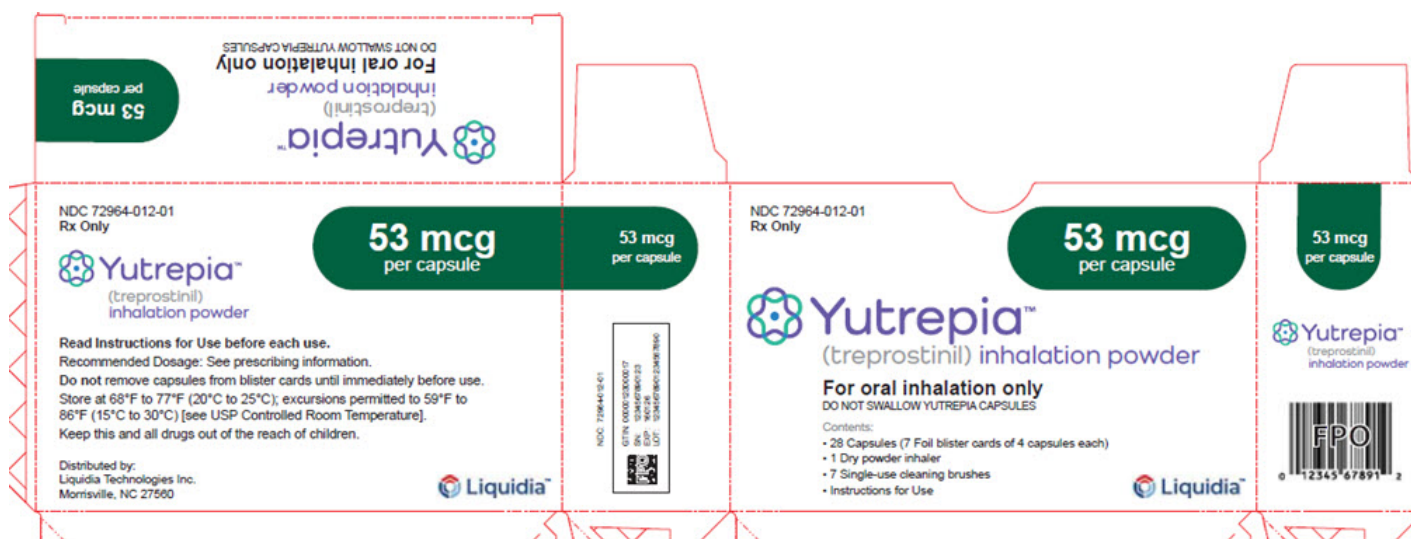 DO NOT SWALLOW YUTREPIA CAPSULES
For oral inhalation only
inhalation powder
(treprostinil)
Yutrepia™
53 mcg
per capsule
NDC 72964-012-01
Rx Only
53 mcg
per capsule
Yutrepia™
(treprostinil)
inhalation powder
Read Instructions for Use before each use.
Recommended Dosage: See prescribing information.
Do not remove capsules from blister cards until immediately before use.
Store at 68°F to 77°F (20°C to 25°C); excursions permitted to 59°F to
86°F (15°C to 30°C) [see USP Controlled Room Temperature].
Keep this and all drugs out of the reach of children.
Distributed by:
Liquidia Technologies Inc.
Morrisville, NC 27560
Liquidia™
53 mcg
per capsule
NDC 72964-012-01
SN: 1234567890123
EXP: 160126
LOT: 12345678901234567890
FPO
NDC 72964-012-01
Rx Only
53 mcg
per capsule
Yutrepia™
(treprostinil) inhalation powder
For oral inhalation only
DO NOT SWALLOW YUTREPIA CAPSULES
Contents:
• 28 Capsules (7 Foil blister cards of 4 capsules each)
• 1 Dry powder inhaler
• 7 Single-use cleaning brushes
• Instructions for Use
Liquidia™
53 mcg
per capsule
Yutrepia™
(treprostinil)
inhalation powder
FPO
0 12345 67891 2